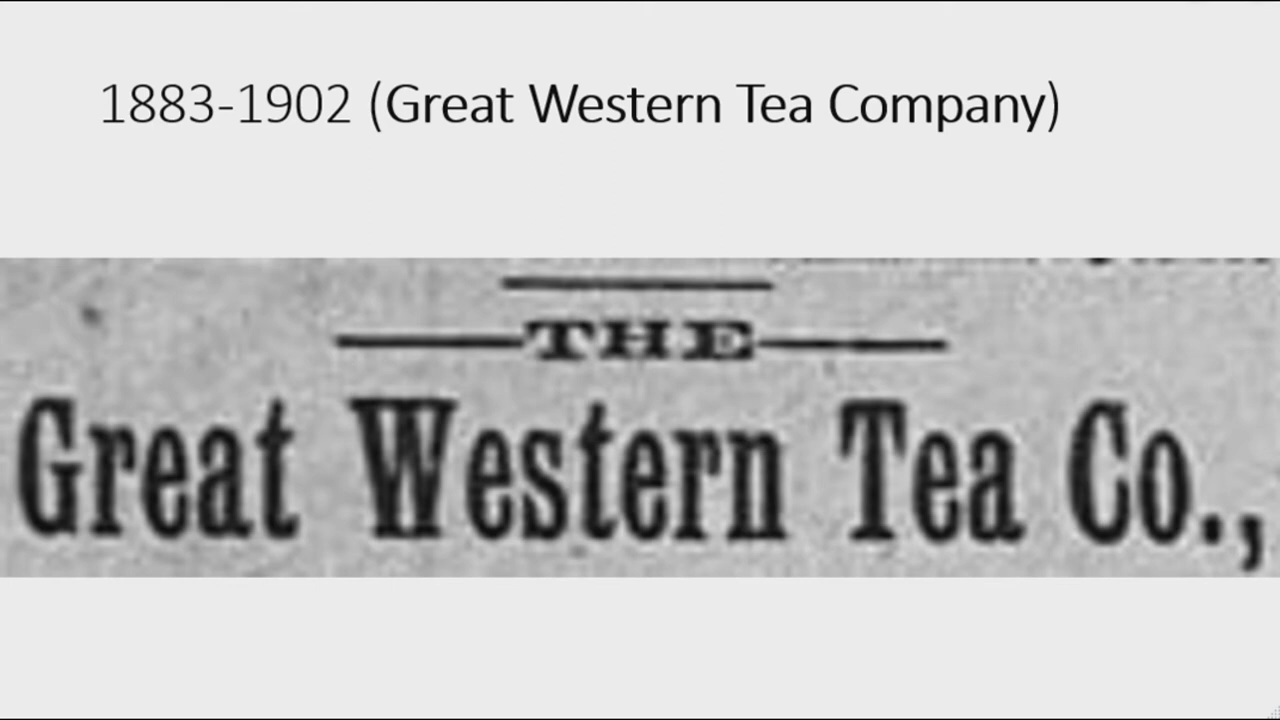 1883-1902 (Great Western Tea Company)
THE
Great Western Tea Co.,